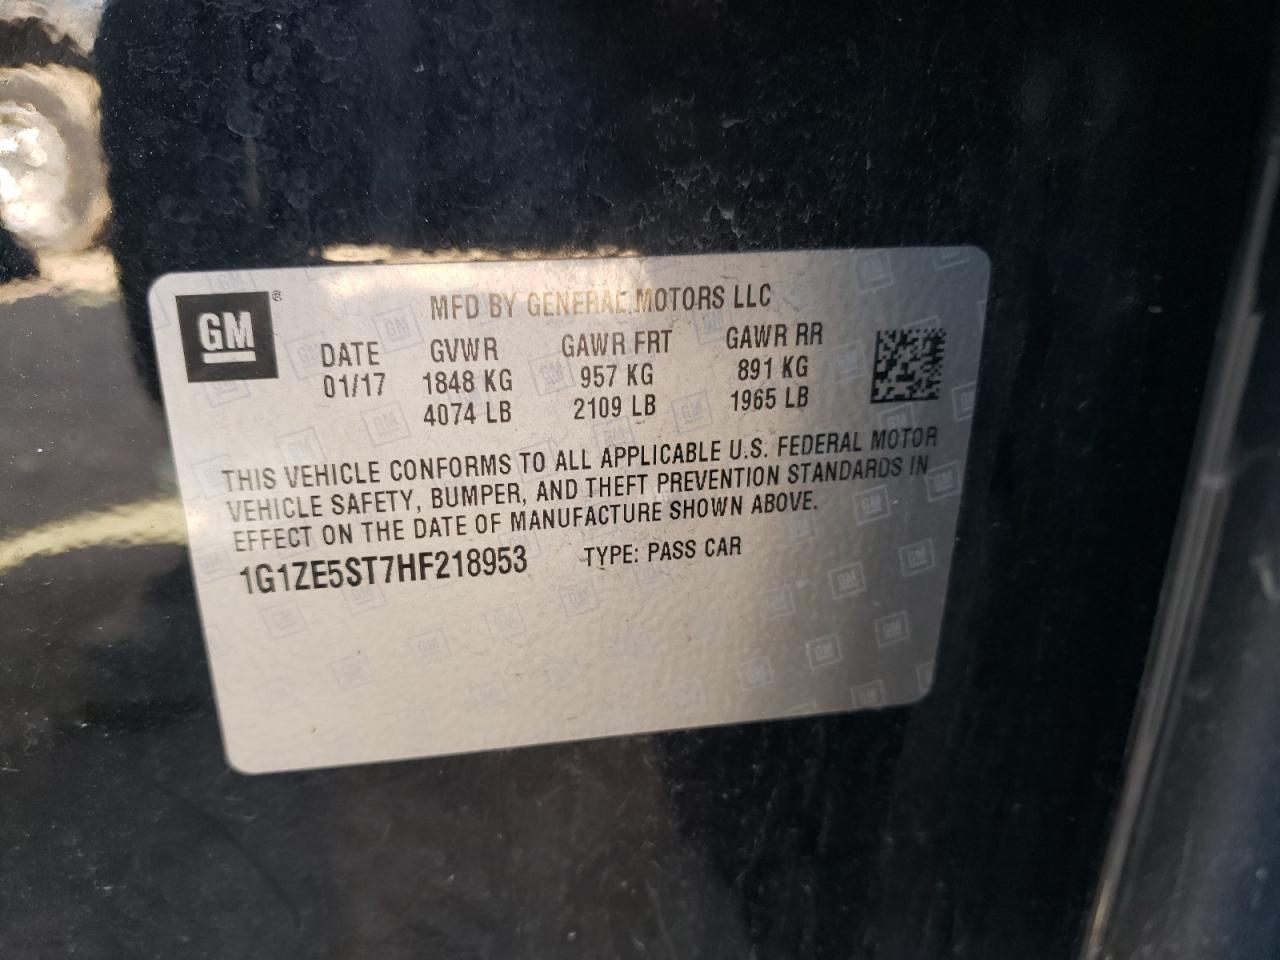 GM®
MFD BY GENERAL MOTORS LLC
DATE GVWR GAWR FRT GAWR RR
01/17 1848 KG 957 KG 891 KG
4074 LB 2109 LB 1965 LB
THIS VEHICLE CONFORMS TO ALL APPLICABLE U.S. FEDERAL MOTOR
VEHICLE SAFETY, BUMPER, AND THEFT PREVENTION STANDARDS IN
EFFECT ON THE DATE OF MANUFACTURE SHOWN ABOVE.
1G1ZE5ST7HF218953 TYPE: PASS CAR